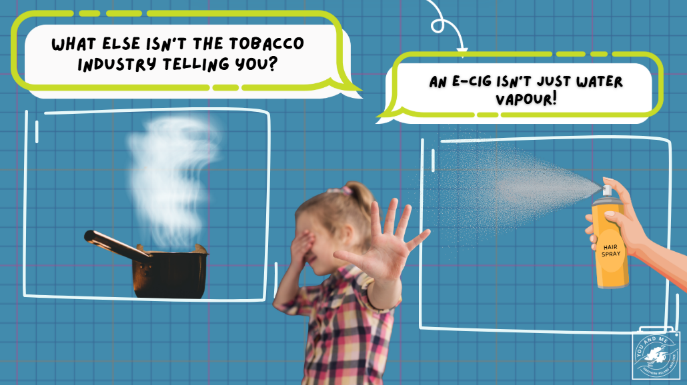 WHAT ELSE ISN'T THE TOBACCO
INDUSTRY TELLING YOU?
AN E-CIG ISN'T JUST WATER
VAPOUR!
HAIR
SPRAY
YOU AND ME